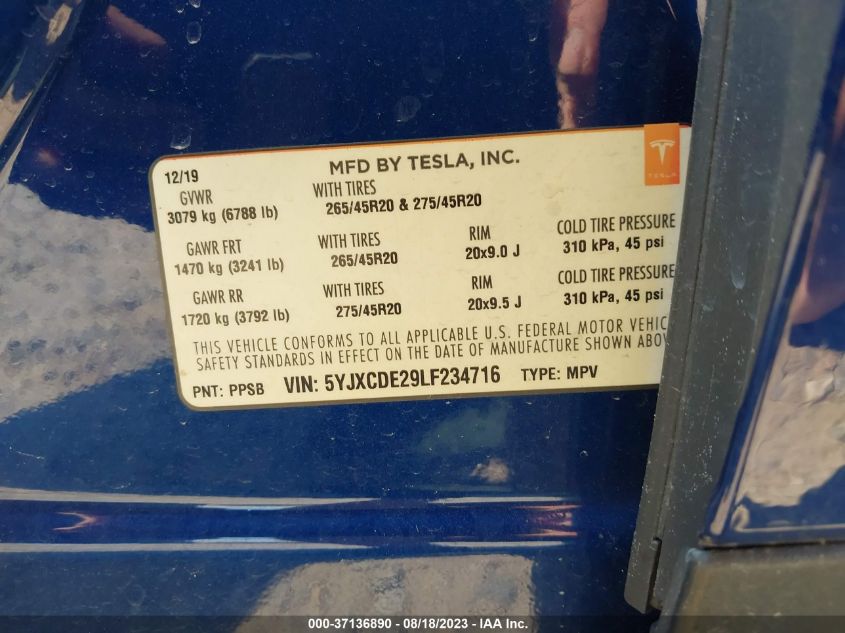 12/19
MFD BY TESLA, INC.
TESLA
GVWR
3079 kg (6788 lb)
WITH TIRES
265/45R20 & 275/45R20
GAWR FRT
1470 kg (3241 lb)
WITH TIRES
265/45R20
RIM
20x9.0 J
COLD TIRE PRESSURE
310 kPa, 45 psi
GAWR RR
1720 kg (3792 lb)
WITH TIRES
275/45R20
RIM
20x9.5 J
COLD TIRE PRESSURE
310 kPa, 45 psi
THIS VEHICLE CONFORMS TO ALL APPLICABLE U.S. FEDERAL MOTOR VEHIC
SAFETY STANDARDS IN EFFECT ON THE DATE OF MANUFACTURE SHOWN ABOV
PNT: PPSB VIN: 5YJXCDE29LF234716 TYPE: MPV
000-37136890 - 08/18/2023 - IAA Inc.